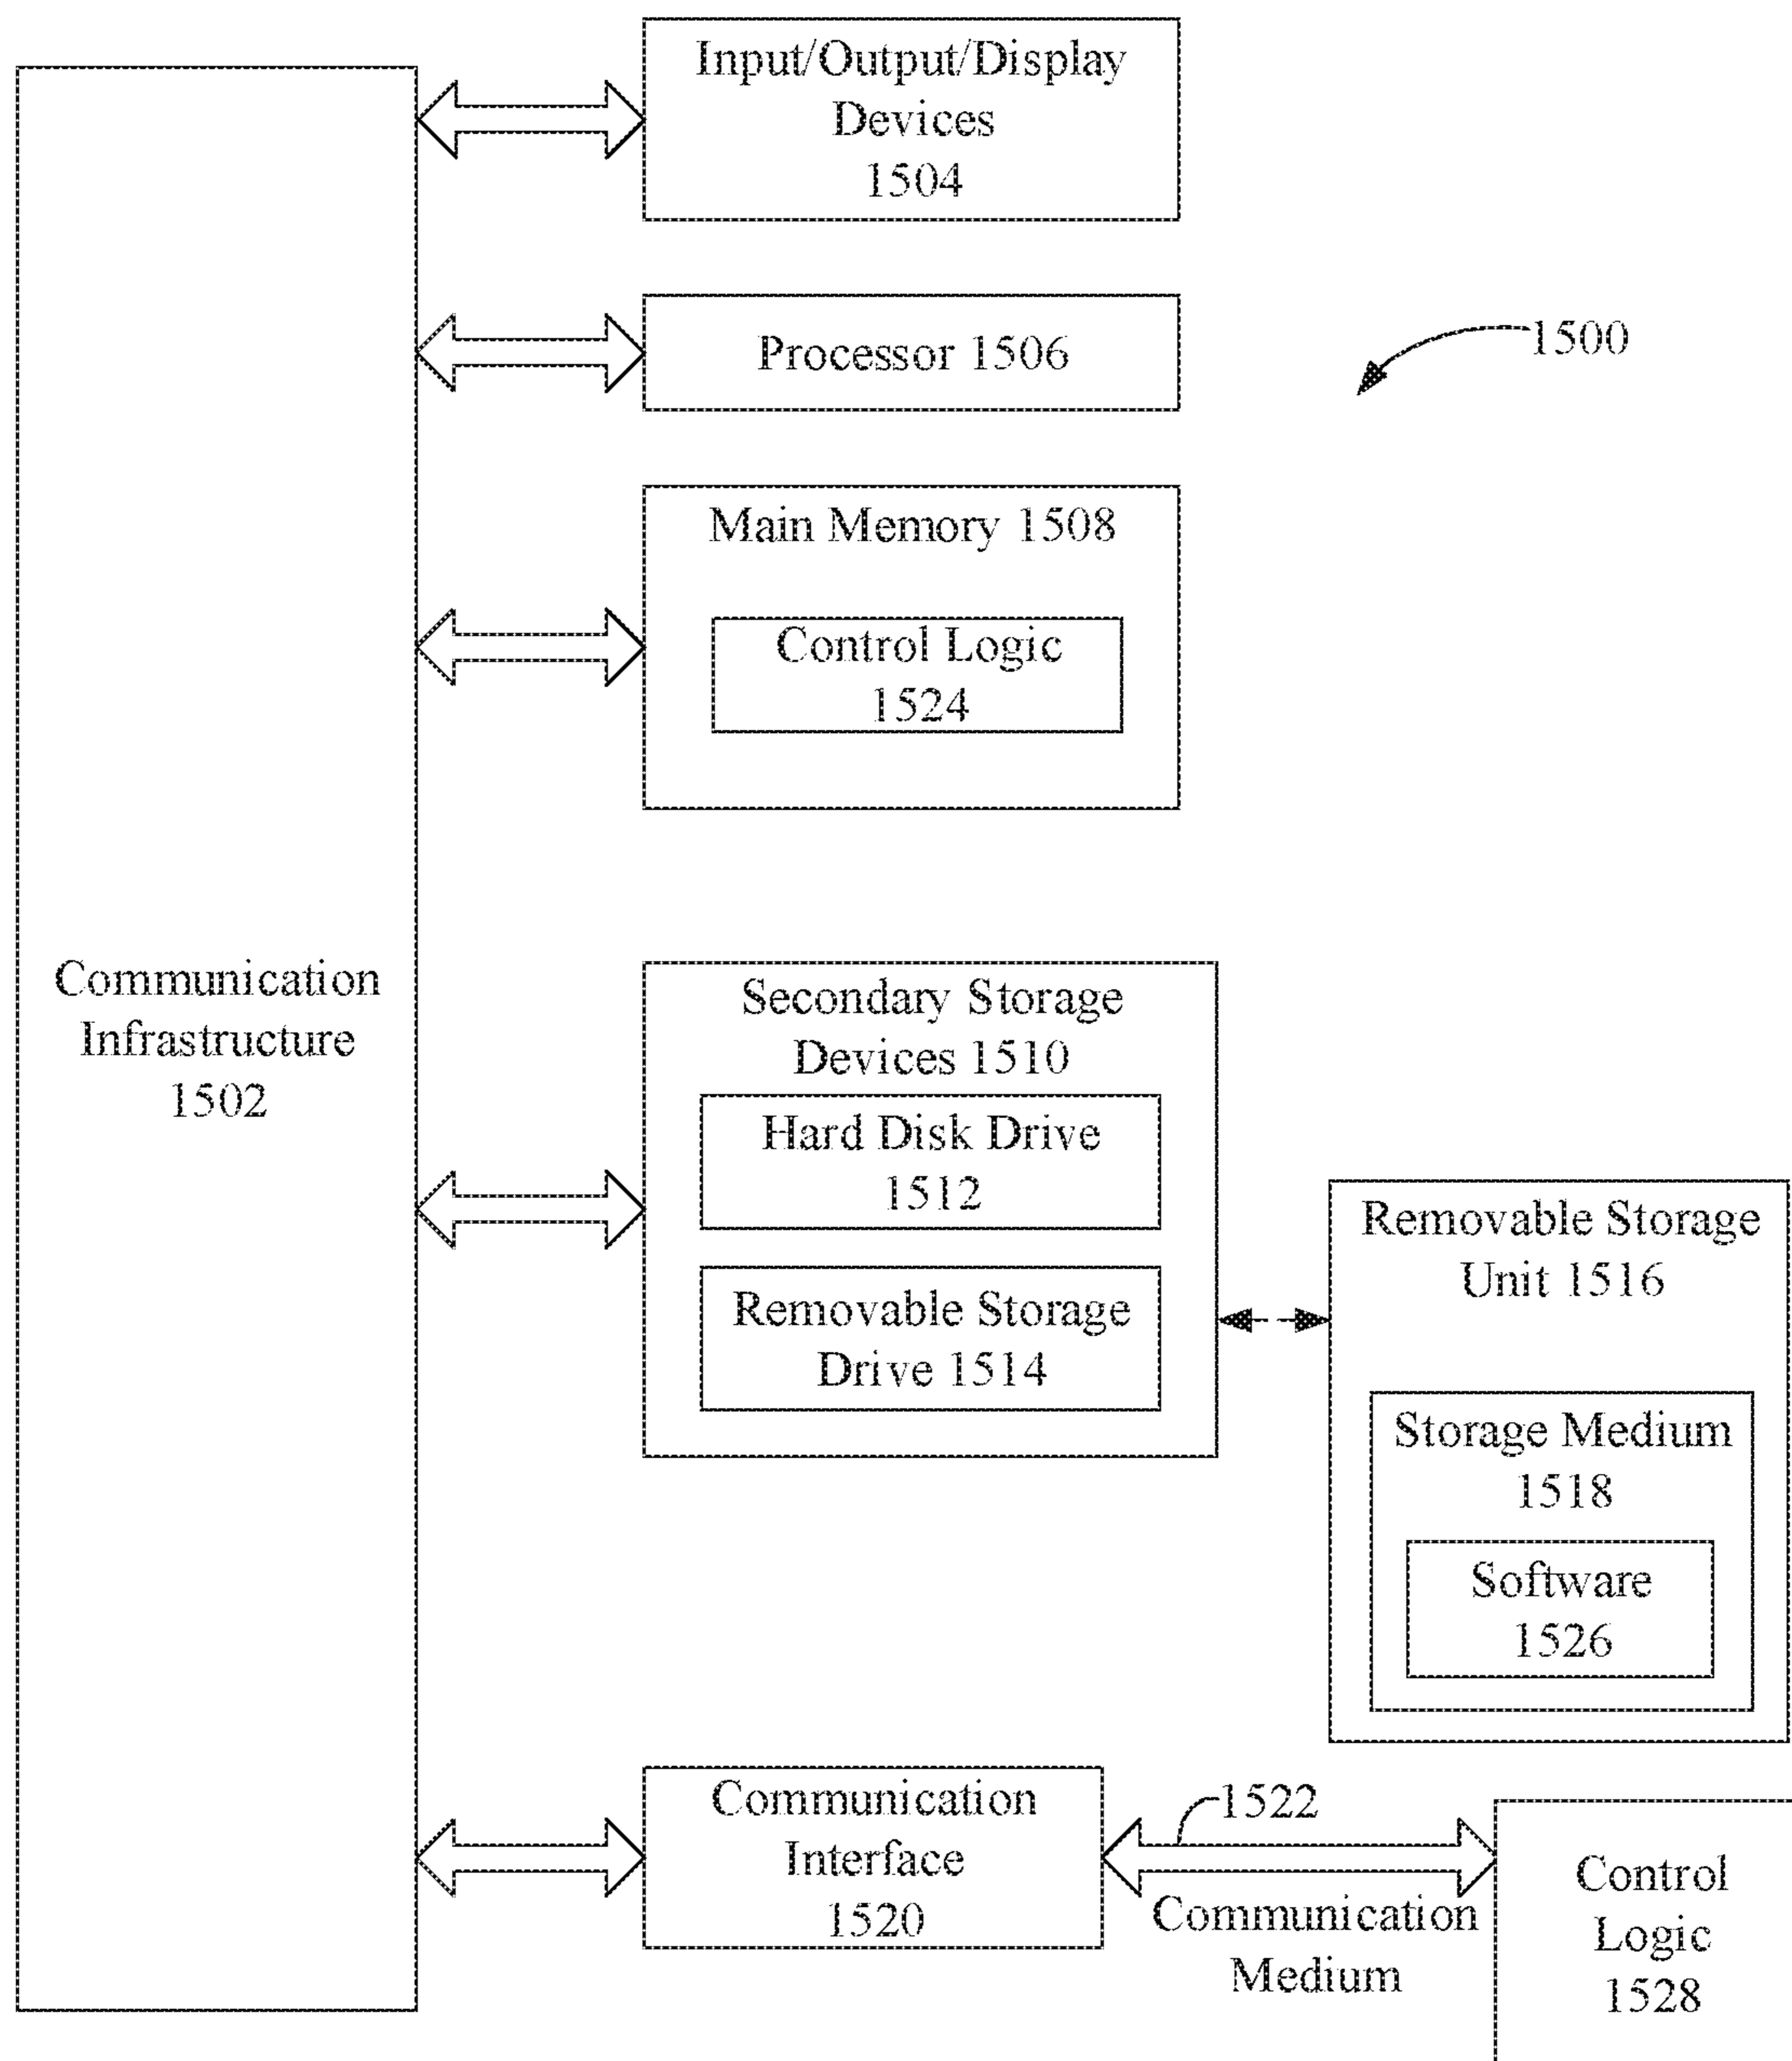 Input/Output/Display
Devices
1504
Processor 1506
1500
Main Memory 1508
Control Logic
1524
Communication
Infrastructure
1502
Secondary Storage
Devices 1510
Hard Disk Drive
1512
Removable Storage
Drive 1514
Removable Storage
Unit 1516
Storage Medium
1518
Software
1526
Communication
Interface
1520
1522
Communication
Medium
Control
Logic
1528